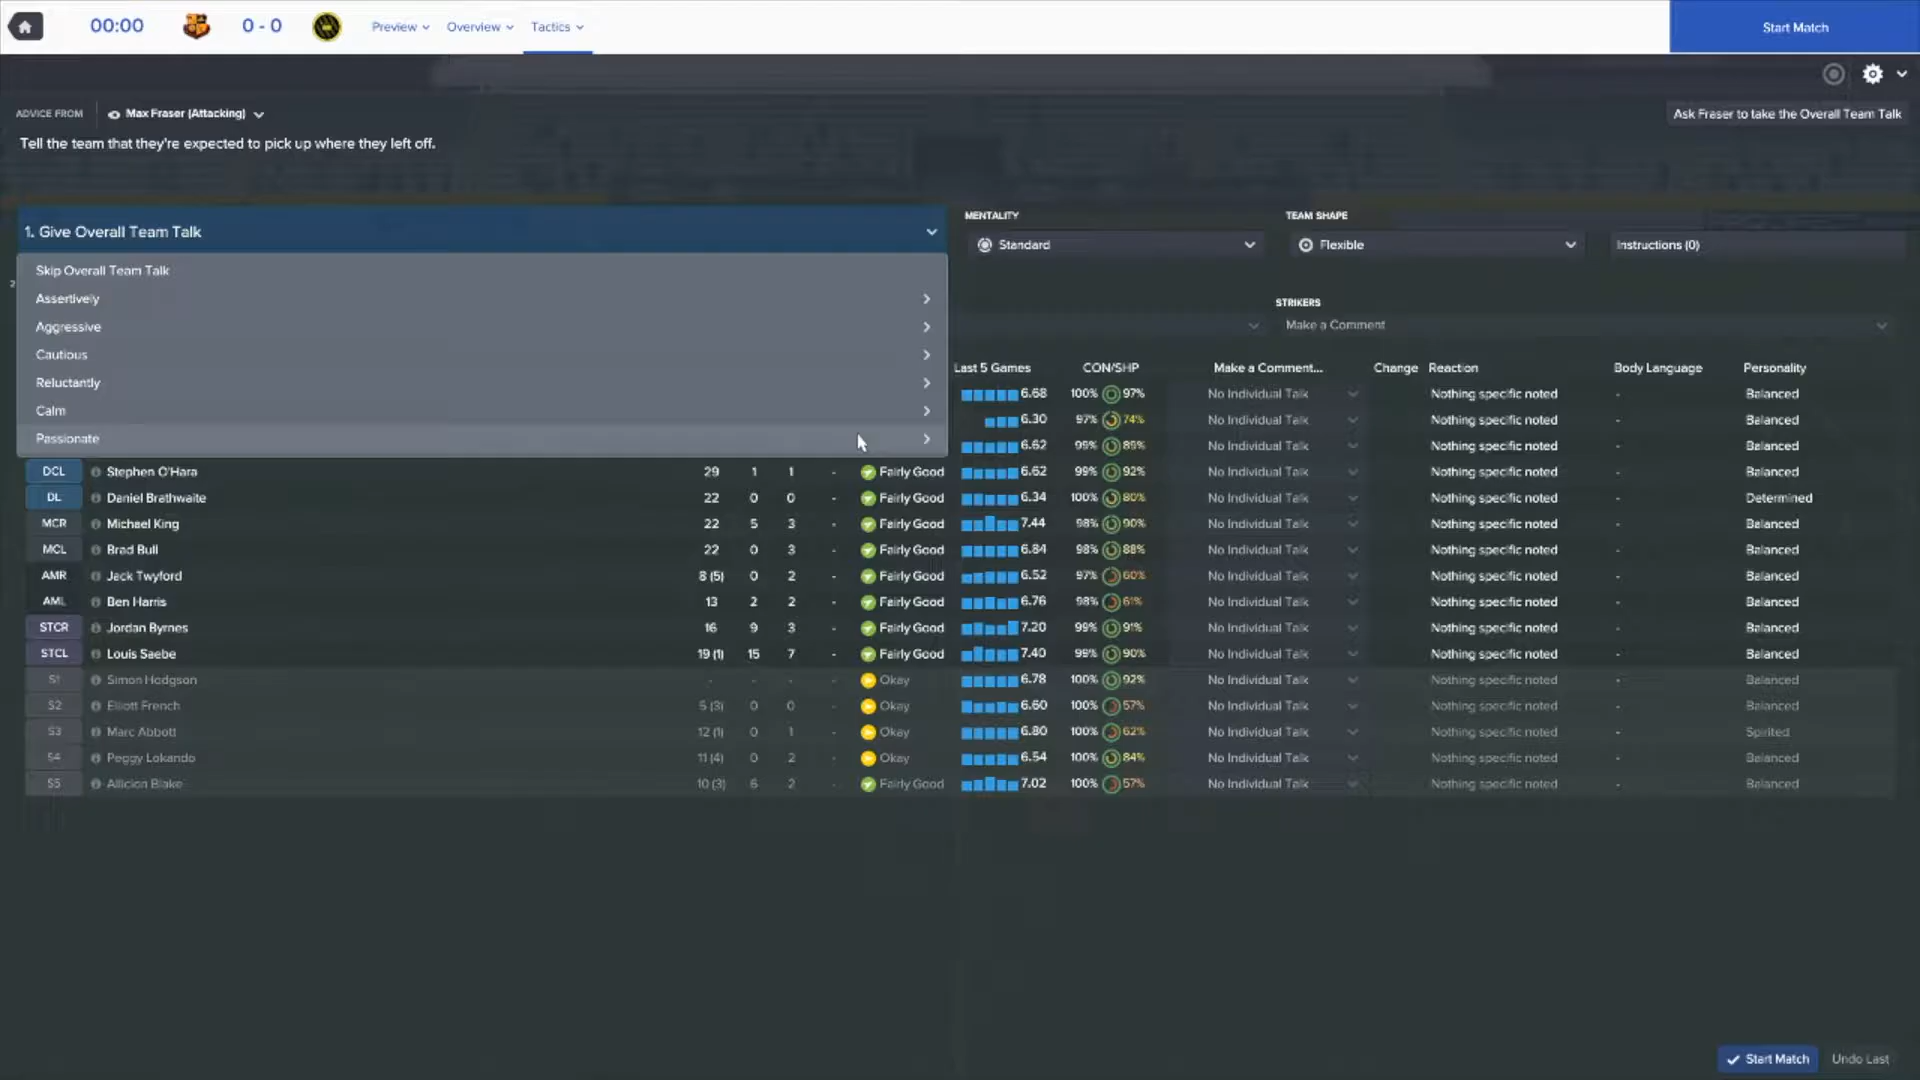 00:00 0 - 0 Preview Overview Tactics Start Match
ADVICE FROM Max Fraser (Attacking) Ask Fraser to take the Overall Team Talk
Tell the team that they're expected to pick up where they left off.
1. Give Overall Team Talk
MENTALITY TEAM SHAPE
Standard Flexible Instructions (0)
Skip Overall Team Talk
Assertively
Aggressive
Cautious
Reluctantly
Calm
Passionate
STRIKERS
Make a Comment
Last 5 Games CON/SHP Make a Comment... Change Reaction Body Language Personality
6.68 100% 97% No Individual Talk Nothing specific noted - Balanced
6.30 97% 74% No Individual Talk Nothing specific noted - Balanced
6.62 99% 89% No Individual Talk Nothing specific noted - Balanced
DCL Stephen O'Hara 29 1 1 - Fairly Good 6.62 99% 92% No Individual Talk Nothing specific noted - Balanced
DL Daniel Brathwaite 22 0 0 - Fairly Good 6.34 100% 80% No Individual Talk Nothing specific noted - Determined
MCR Michael King 22 5 3 - Fairly Good 7.44 98% 90% No Individual Talk Nothing specific noted - Balanced
MCL Brad Bull 22 0 3 - Fairly Good 6.84 98% 88% No Individual Talk Nothing specific noted - Balanced
AMR Jack Twyford 8 (5) 0 2 - Fairly Good 6.52 97% 60% No Individual Talk Nothing specific noted - Balanced
AML Ben Harris 13 2 2 - Fairly Good 6.76 98% 61% No Individual Talk Nothing specific noted - Balanced
STCR Jordan Byrnes 16 9 3 - Fairly Good 7.20 99% 91% No Individual Talk Nothing specific noted - Balanced
STCL Louis Saebe 19 (1) 15 7 - Fairly Good 7.40 99% 90% No Individual Talk Nothing specific noted - Balanced
S1 Simon Hodgson - - - - Okay 6.78 100% 92% No Individual Talk Nothing specific noted - Balanced
S2 Elliott French 5 (3) 0 0 - Okay 6.60 100% 57% No Individual Talk Nothing specific noted - Balanced
S3 Marc Abbott 12 (1) 0 1 - Okay 6.80 100% 62% No Individual Talk Nothing specific noted - Spirited
S4 Peggy Lokando 11 (4) 0 2 - Okay 6.54 100% 84% No Individual Talk Nothing specific noted - Balanced
S5 Allicion Blake 10 (3) 6 2 - Fairly Good 7.02 100% 57% No Individual Talk Nothing specific noted - Balanced
Start Match Undo Last